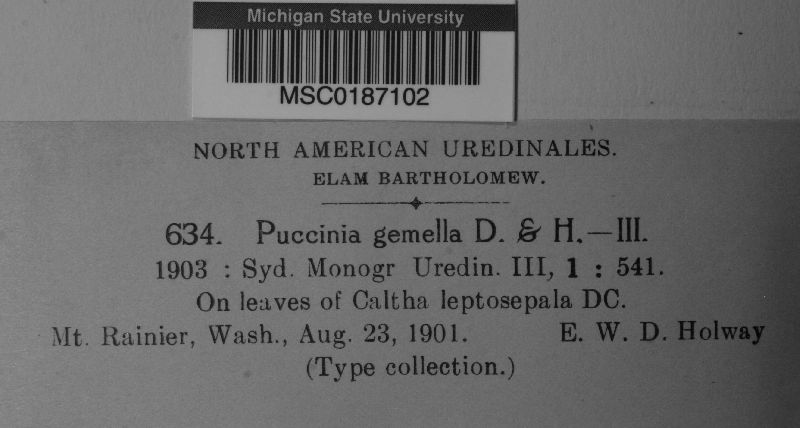 Michigan State University
MSC0187102
NORTH AMERICAN UREDINALES.
ELAM BARTHOLOMEW.
634. Puccinia gemella D. & H.—III.
1903 : Syd. Monogr Uredin. III, 1 : 541.
On leaves of Caltha leptosepala DC.
Mt. Rainier, Wash., Aug. 23, 1901. E. W. D. Holway
(Type collection.)